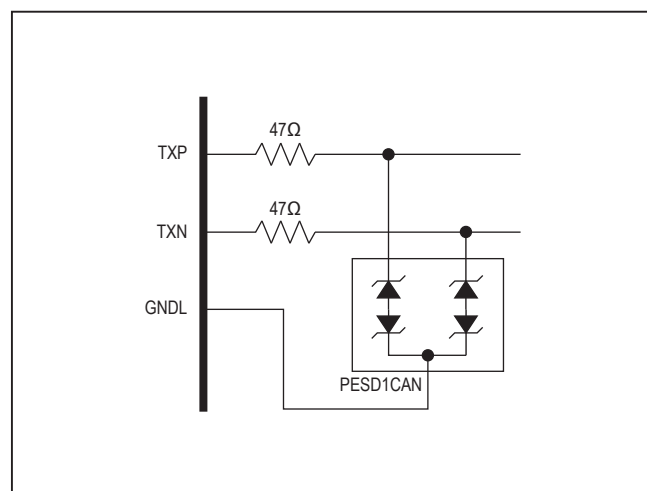 47Ω
TXP
47Ω
TXN
GNDL
PESD1CAN